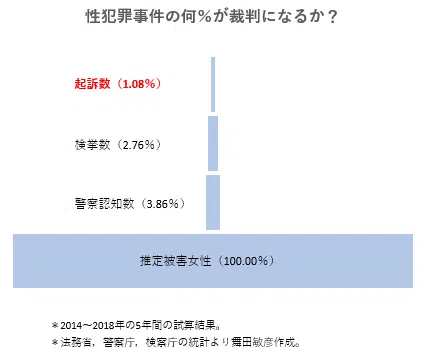 性犯罪事件の何％が裁判になるか？
起訴数（1.08%）
検挙数（2.76%）
警察認知数（3.86%）
推定被害女性（100.00%）
＊2014～2018年の5年間の試算結果。
＊法務省，警察庁，検察庁の統計より舞田敏彦作成。